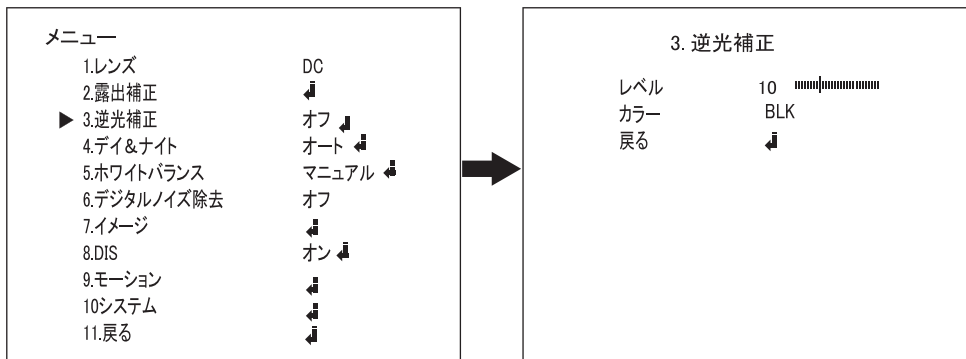 メニュー
1.レンズ DC
2.露出補正 ↲
▶ 3.逆光補正 オフ ↲
4.デイ&ナイト オート ↲
5.ホワイトバランス マニュアル ↲
6.デジタルノイズ除去 オフ
7.イメージ ↲
8.DIS オン ↲
9.モーション ↲
10システム ↲
11.戻る ↲
3. 逆光補正
レベル 10
カラー BLK
戻る ↲